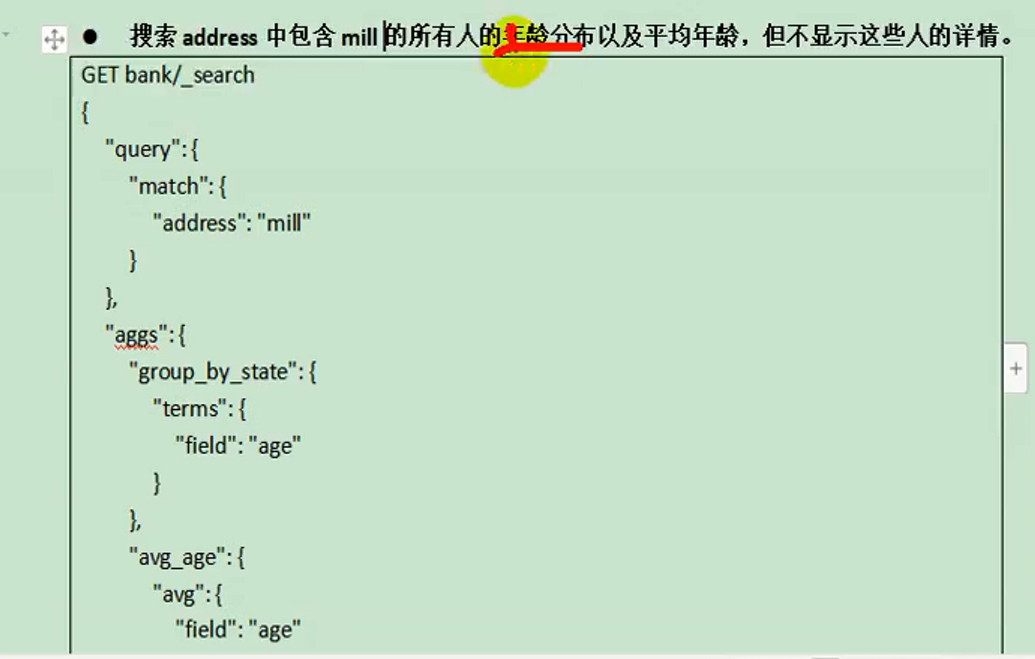 ● 搜索 address 中包含 mill 的所有人的年龄分布以及平均年龄，但不显示这些人的详情。
GET bank/_search
{
"query":{
"match":{
"address": "mill"
}
},
"aggs":{
"group_by_state":{
"terms":{
"field": "age"
}
},
"avg_age":{
"avg":{
"field": "age"